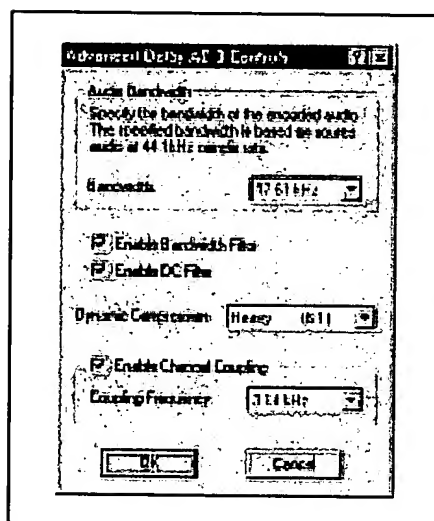 Advanced Dolby AC-3 Controls
Audio Bandwidth
Specify the bandwidth of the encoded audio.
The specified bandwidth is based on source
audio at 44.1kHz sample rate.
Bandwidth:
kHz
Enable Bandwidth Filter
Enable DC Filter
Dynamic Compression:
Heavy
Enable Channel Coupling
Coupling Frequency:
kHz
OK
Cancel